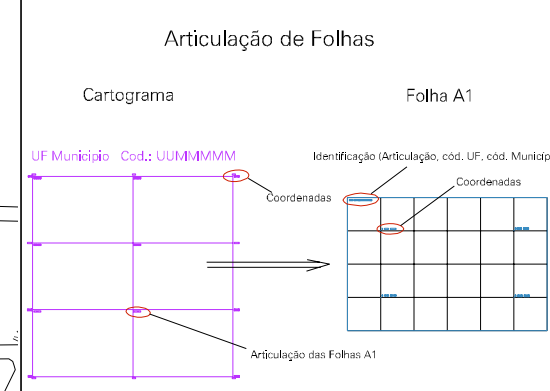 Articulação de Folhas
Cartograma
Folha A1
UF Municipio Cod.: UUMMMMM
Identificação (Articulação, cód. UF, cód. Municíp
Coordenadas
Coordenadas
Articulação das Folhas A1